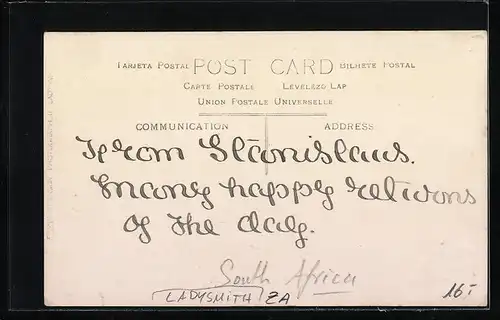 TARJETA POSTAL POST CARD BILHETE POSTAL
CARTE POSTALE LEVELEZO LAP
UNION POSTALE UNIVERSELLE
COMMUNICATION ADDRESS
From Stanislaus.
Many happy returns
of the day.
South Africa
LADYSMITH ZA
16.-